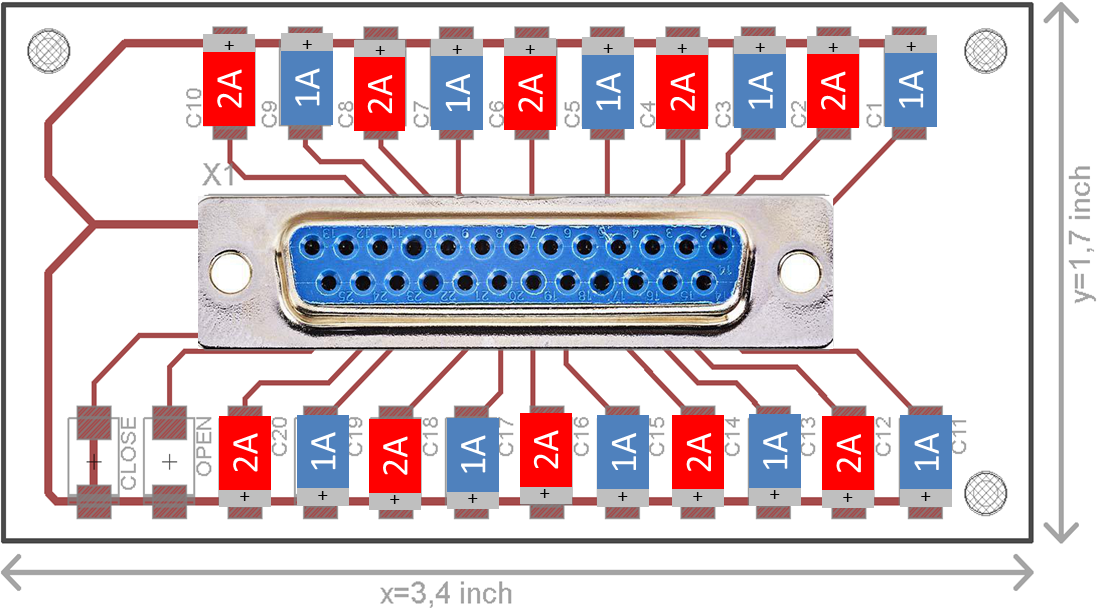 + + + + + + + + + +
2A 1A 2A 1A 2A 1A 2A 1A 2A 1A
C10 C9 C8 C7 C6 C5 C4 C3 C2 C1
X1
13 12 11 10 9 8 7 6 5 4 3 2 1
14
25 24 23 22 21 20 19 18 17 16 15 14
CLOSE OPEN C20 C19 C18 C17 C16 C15 C14 C13 C12 C11
2A 1A 2A 1A 2A 1A 2A 1A 2A 1A
+ + + + + + + + + +
y=1,7 inch
x=3,4 inch